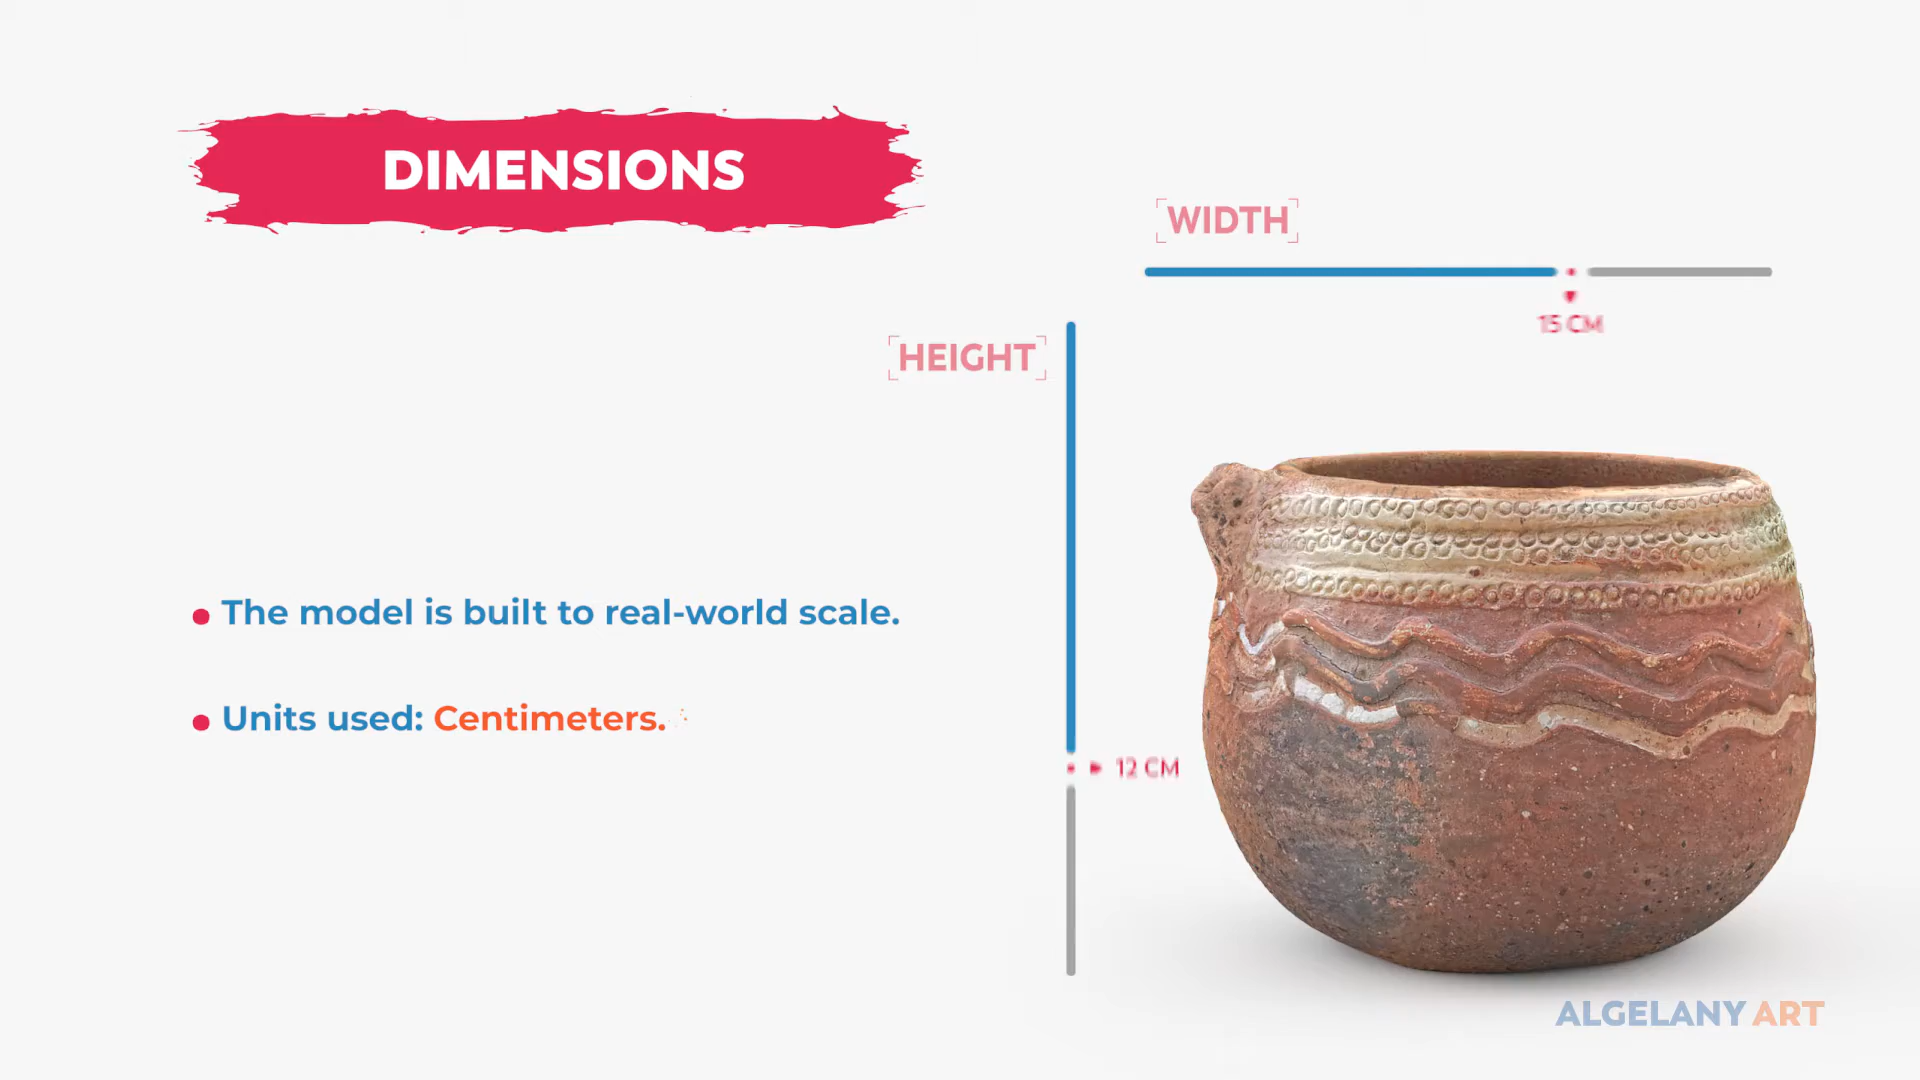 DIMENSIONS
WIDTH
15 CM
HEIGHT
The model is built to real-world scale.
Units used: Centimeters.
12 CM
ALGELANY ART